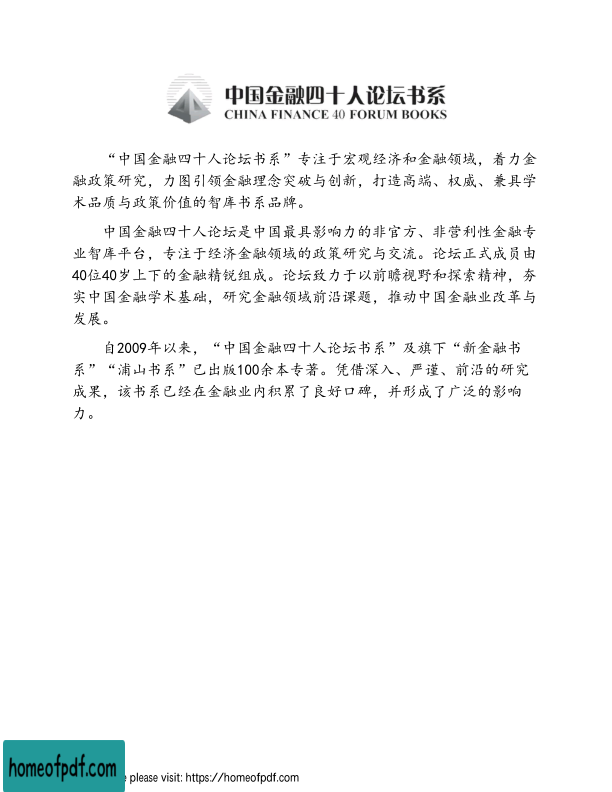 中国金融四十人论坛书系
CHINA FINANCE 40 FORUM BOOKS
“中国金融四十人论坛书系”专注于宏观经济和金融领域，着力金
融政策研究，力图引领金融理念突破与创新，打造高端、权威、兼具学
术品质与政策价值的智库书系品牌。
中国金融四十人论坛是中国最具影响力的非官方、非营利性金融专
业智库平台，专注于经济金融领域的政策研究与交流。论坛正式成员由
40位40岁上下的金融精锐组成。论坛致力于以前瞻视野和探索精神，夯
实中国金融学术基础，研究金融领域前沿课题，推动中国金融业改革与
发展。
自2009年以来，“中国金融四十人论坛书系”及旗下“新金融书
系”“浦山书系”已出版100余本专著。凭借深入、严谨、前沿的研究
成果，该书系已经在金融业内积累了良好口碑，并形成了广泛的影响
力。
homeofpdf.com
please visit: https://homeofpdf.com